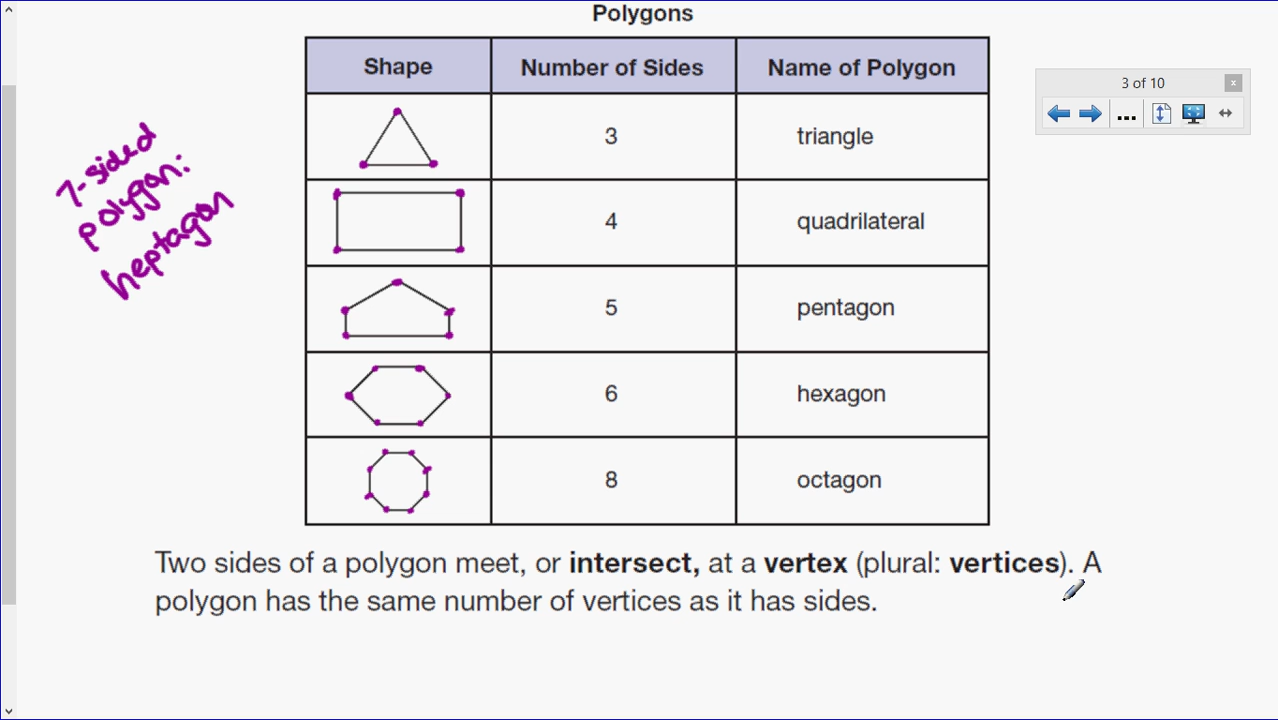 Polygons
Shape Number of Sides Name of Polygon
3 triangle
4 quadrilateral
5 pentagon
6 hexagon
8 octagon
Two sides of a polygon meet, or intersect, at a vertex (plural: vertices). A
polygon has the same number of vertices as it has sides.
7-sided
polygon:
heptagon
3 of 10
x
...